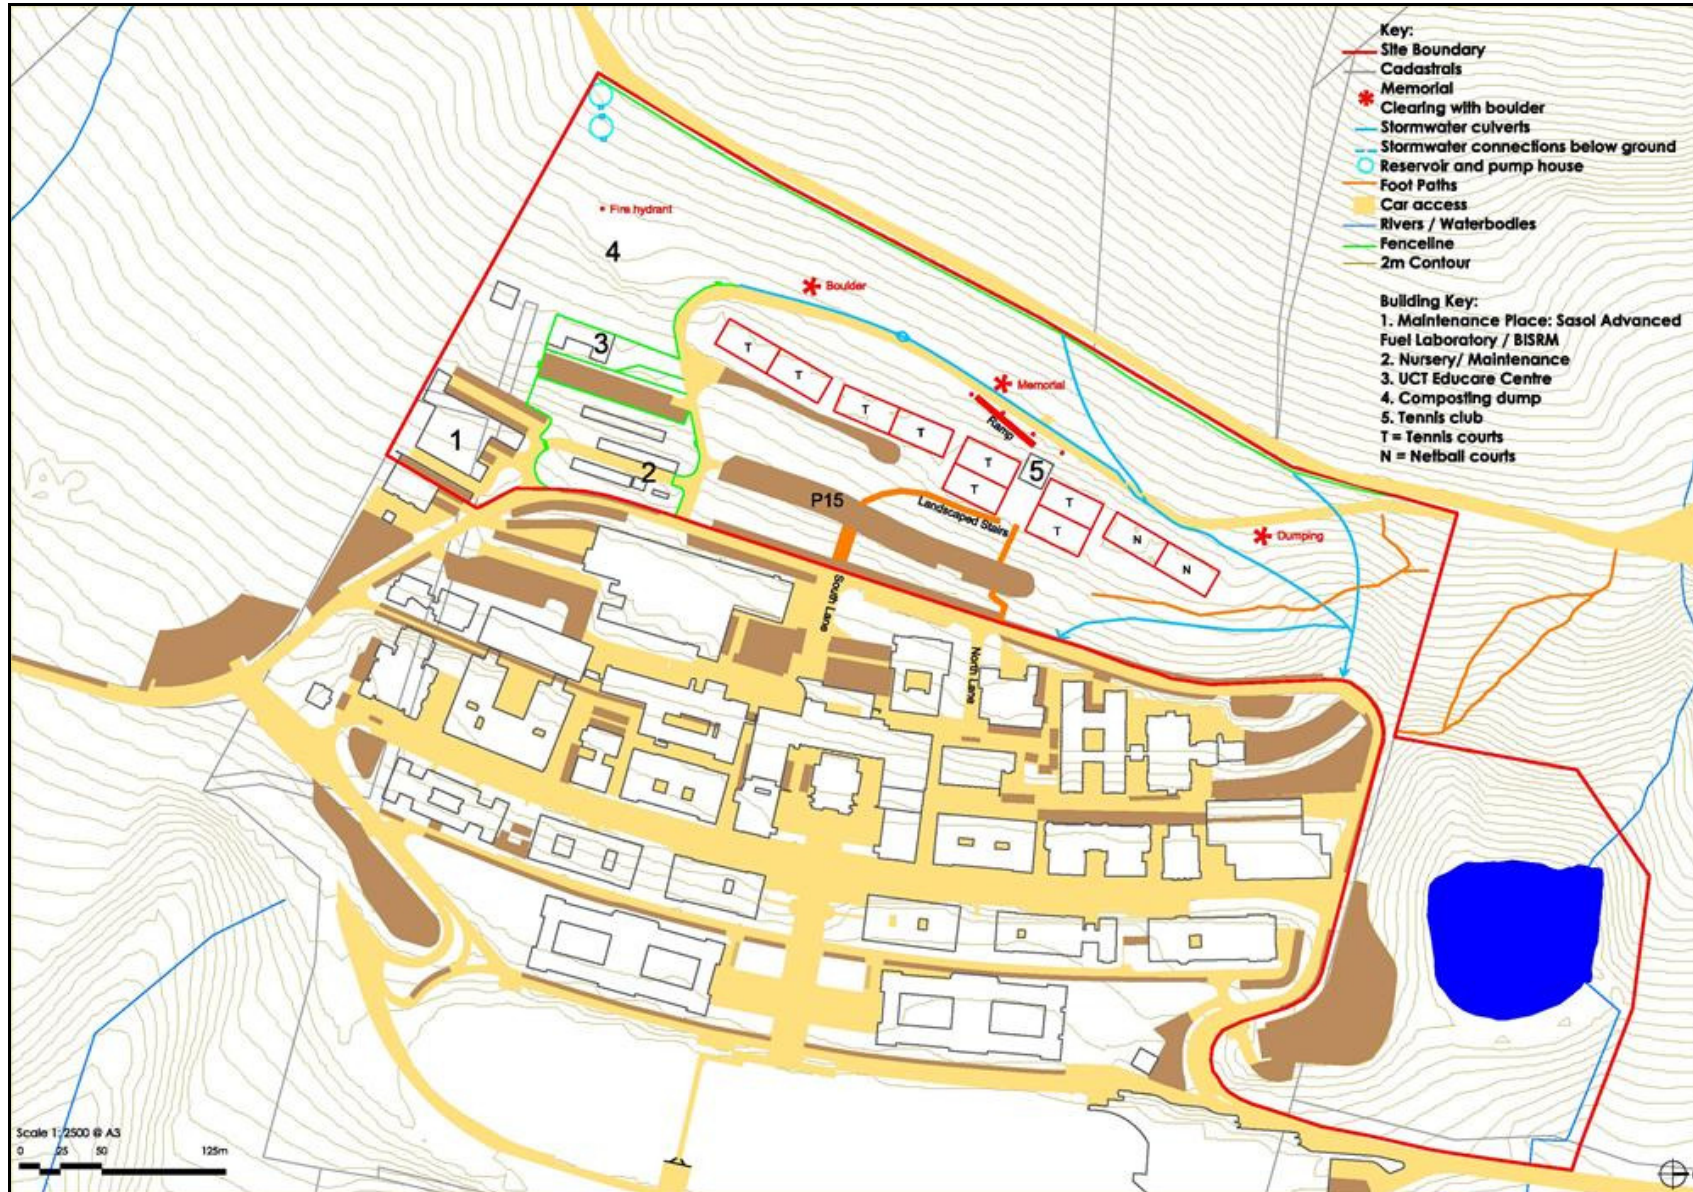 Key:
Site Boundary
Cadastrals
Memorial
Clearing with boulder
Stormwater culverts
Stormwater connections below ground
Reservoir and pump house
Foot Paths
Car access
Rivers / Waterbodies
Fenceline
2m Contour
Building Key:
1. Maintenance Place: Sasol Advanced
Fuel Laboratory / BISRM
2. Nursery/ Maintenance
3. UCT Educare Centre
4. Composting dump
5. Tennis club
T = Tennis courts
N = Netball courts
Fire hydrant
4
Boulder
3
T
T
Memorial
T
T
Ramp
1
2
T
T
5
P15
Landscaped Stairs
T
T
N
N
Dumping
South Lane
North Lane
Scale 1: 2500 @ A3
0 25 50 125m